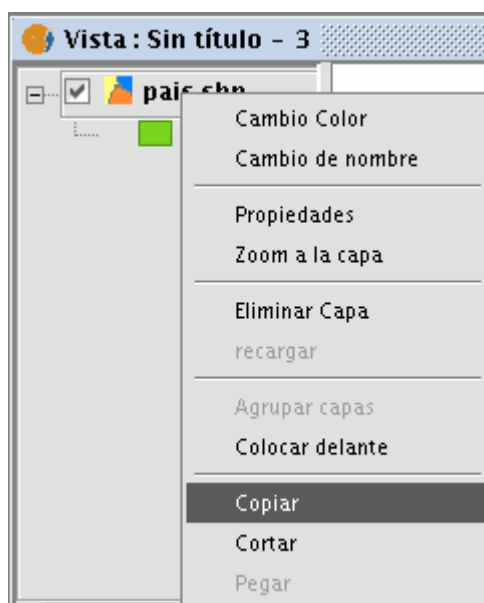 Vista : Sin título - 3
Cambio Color
Cambio de nombre
Propiedades
Zoom a la capa
Eliminar Capa
recargar
Agrupar capas
Colocar delante
Copiar
Cortar
Pegar